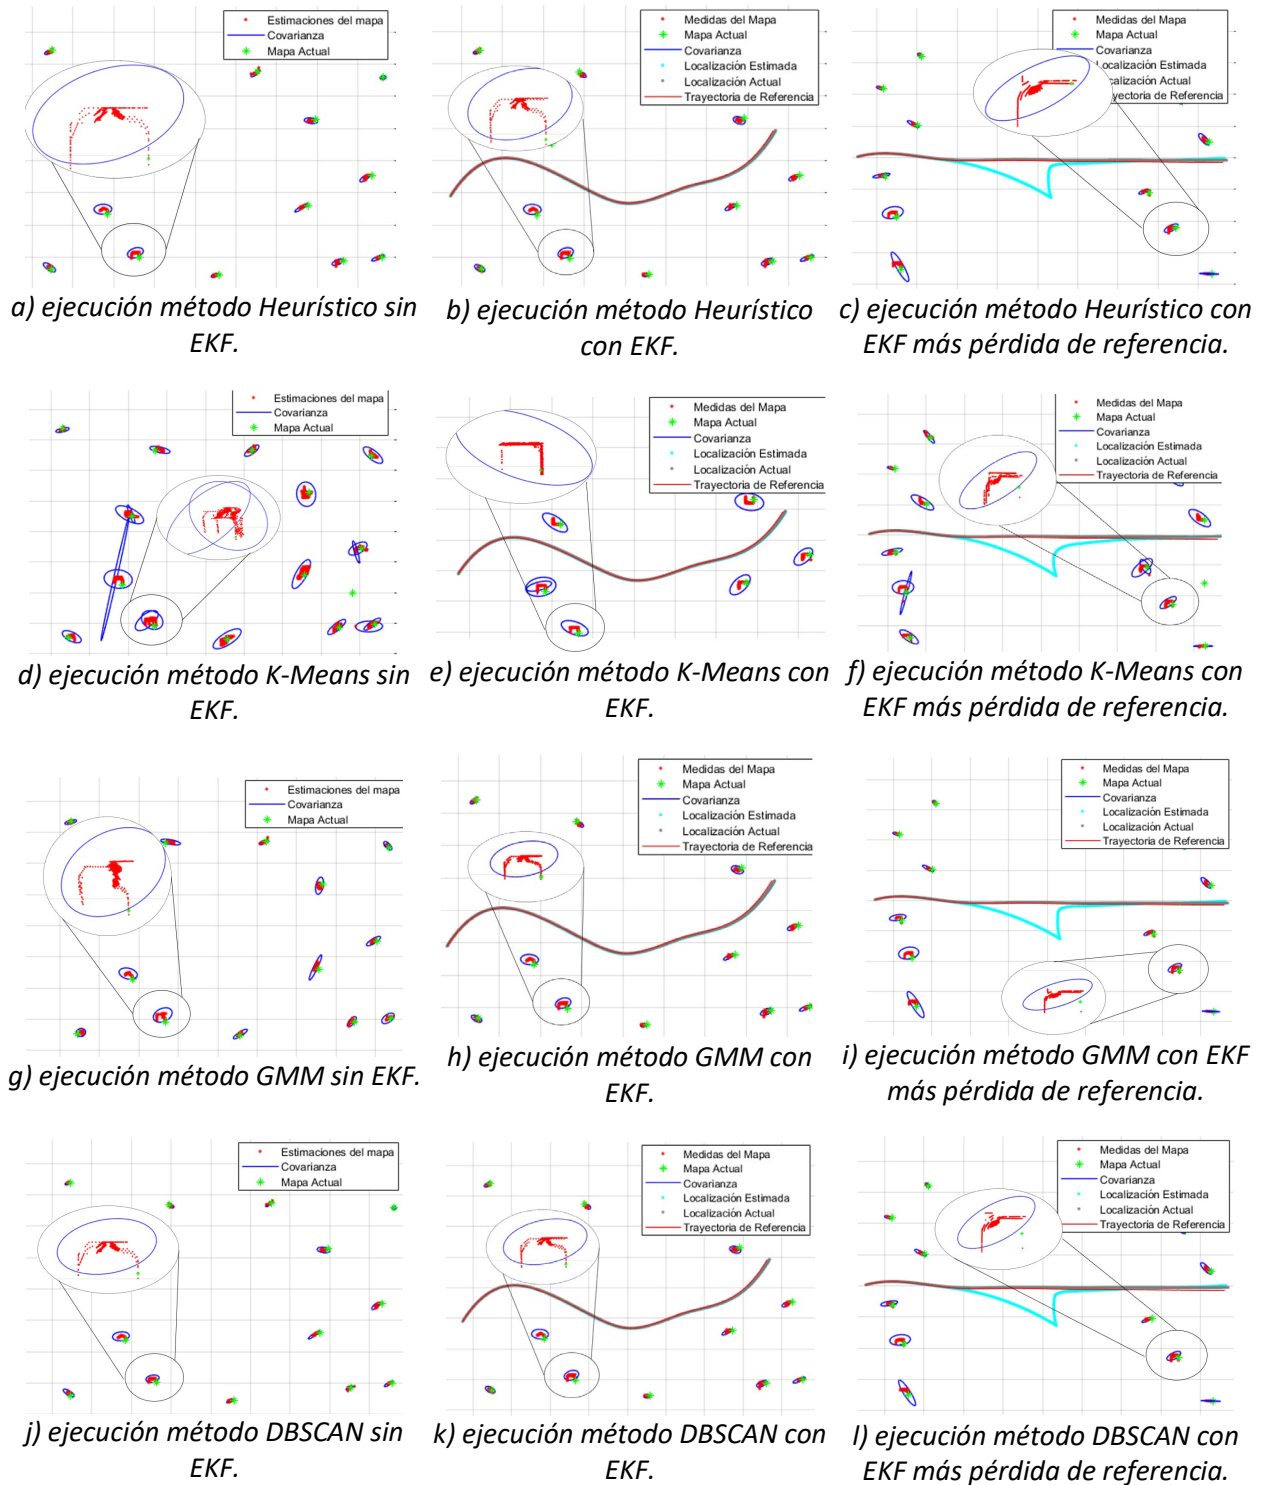 Estimaciones del mapa
Covarianza
Mapa Actual
Medidas del Mapa
Mapa Actual
Covarianza
Localización Estimada
Localización Actual
Trayectoria de Referencia
Medidas del Mapa
Mapa Actual
Covarianza
Localización Estimada
ocalización Actual
yectoria de Referencia
a) ejecución método Heurístico sin
EKF.
b) ejecución método Heurístico
con EKF.
c) ejecución método Heurístico con
EKF más pérdida de referencia.
Estimaciones del mapa
Covarianza
Mapa Actual
Medidas del Mapa
Mapa Actual
Covarianza
Localización Estimada
Localización Actual
Trayectoria de Referencia
Medidas del Mapa
Mapa Actual
Covarianza
Localización Estimada
Localización Actual
Trayectoria de Referencia
d) ejecución método K-Means sin
EKF.
e) ejecución método K-Means con
EKF.
f) ejecución método K-Means con
EKF más pérdida de referencia.
Estimaciones del mapa
Covarianza
Mapa Actual
Medidas del Mapa
Mapa Actual
Covarianza
Localización Estimada
Localización Actual
Trayectoria de Referencia
Medidas del Mapa
Mapa Actual
Covarianza
Localización Estimada
Localización Actual
Trayectoria de Referencia
g) ejecución método GMM sin EKF.
h) ejecución método GMM con
EKF.
i) ejecución método GMM con EKF
más pérdida de referencia.
Estimaciones del mapa
Covarianza
Mapa Actual
Medidas del Mapa
Mapa Actual
Covarianza
Localización Estimada
Localización Actual
Trayectoria de Referencia
Medidas del Mapa
Mapa Actual
Covarianza
Localización Estimada
Localización Actual
Trayectoria de Referencia
j) ejecución método DBSCAN sin
EKF.
k) ejecución método DBSCAN con
EKF.
l) ejecución método DBSCAN con
EKF más pérdida de referencia.